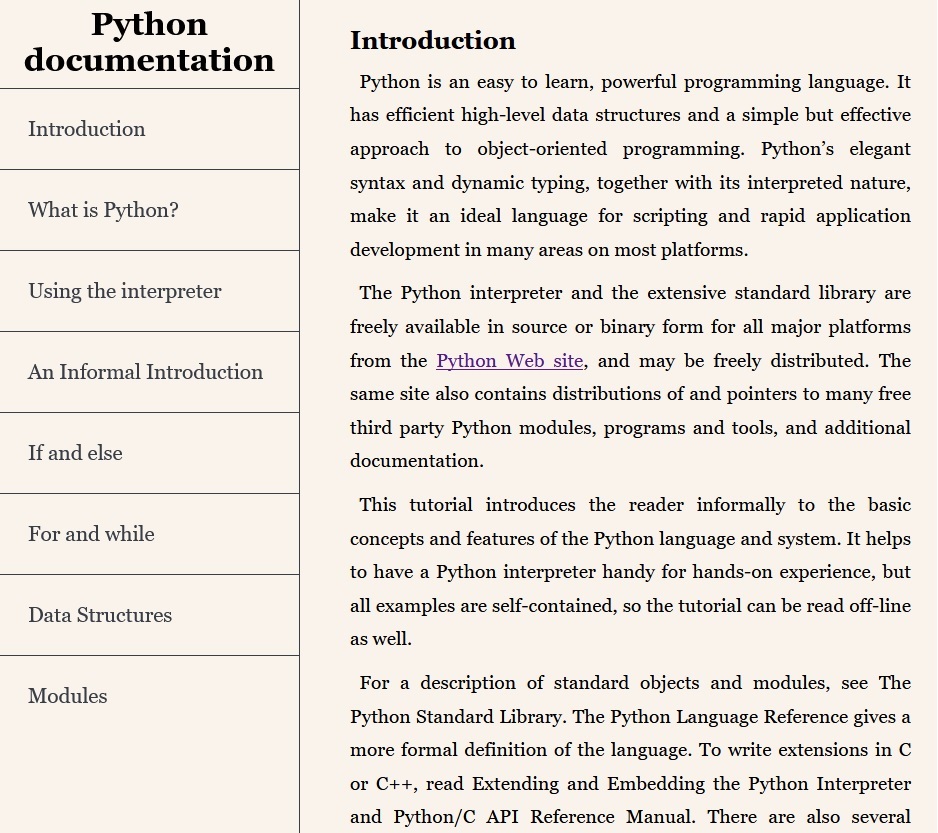 Python
documentation
Introduction
What is Python?
Using the interpreter
An Informal Introduction
If and else
For and while
Data Structures
Modules
Introduction
Python is an easy to learn, powerful programming language. It
has efficient high-level data structures and a simple but effective
approach to object-oriented programming. Python’s elegant
syntax and dynamic typing, together with its interpreted nature,
make it an ideal language for scripting and rapid application
development in many areas on most platforms.
The Python interpreter and the extensive standard library are
freely available in source or binary form for all major platforms
from the Python Web site, and may be freely distributed. The
same site also contains distributions of and pointers to many free
third party Python modules, programs and tools, and additional
documentation.
This tutorial introduces the reader informally to the basic
concepts and features of the Python language and system. It helps
to have a Python interpreter handy for hands-on experience, but
all examples are self-contained, so the tutorial can be read off-line
as well.
For a description of standard objects and modules, see The
Python Standard Library. The Python Language Reference gives a
more formal definition of the language. To write extensions in C
or C++, read Extending and Embedding the Python Interpreter
and Python/C API Reference Manual. There are also several